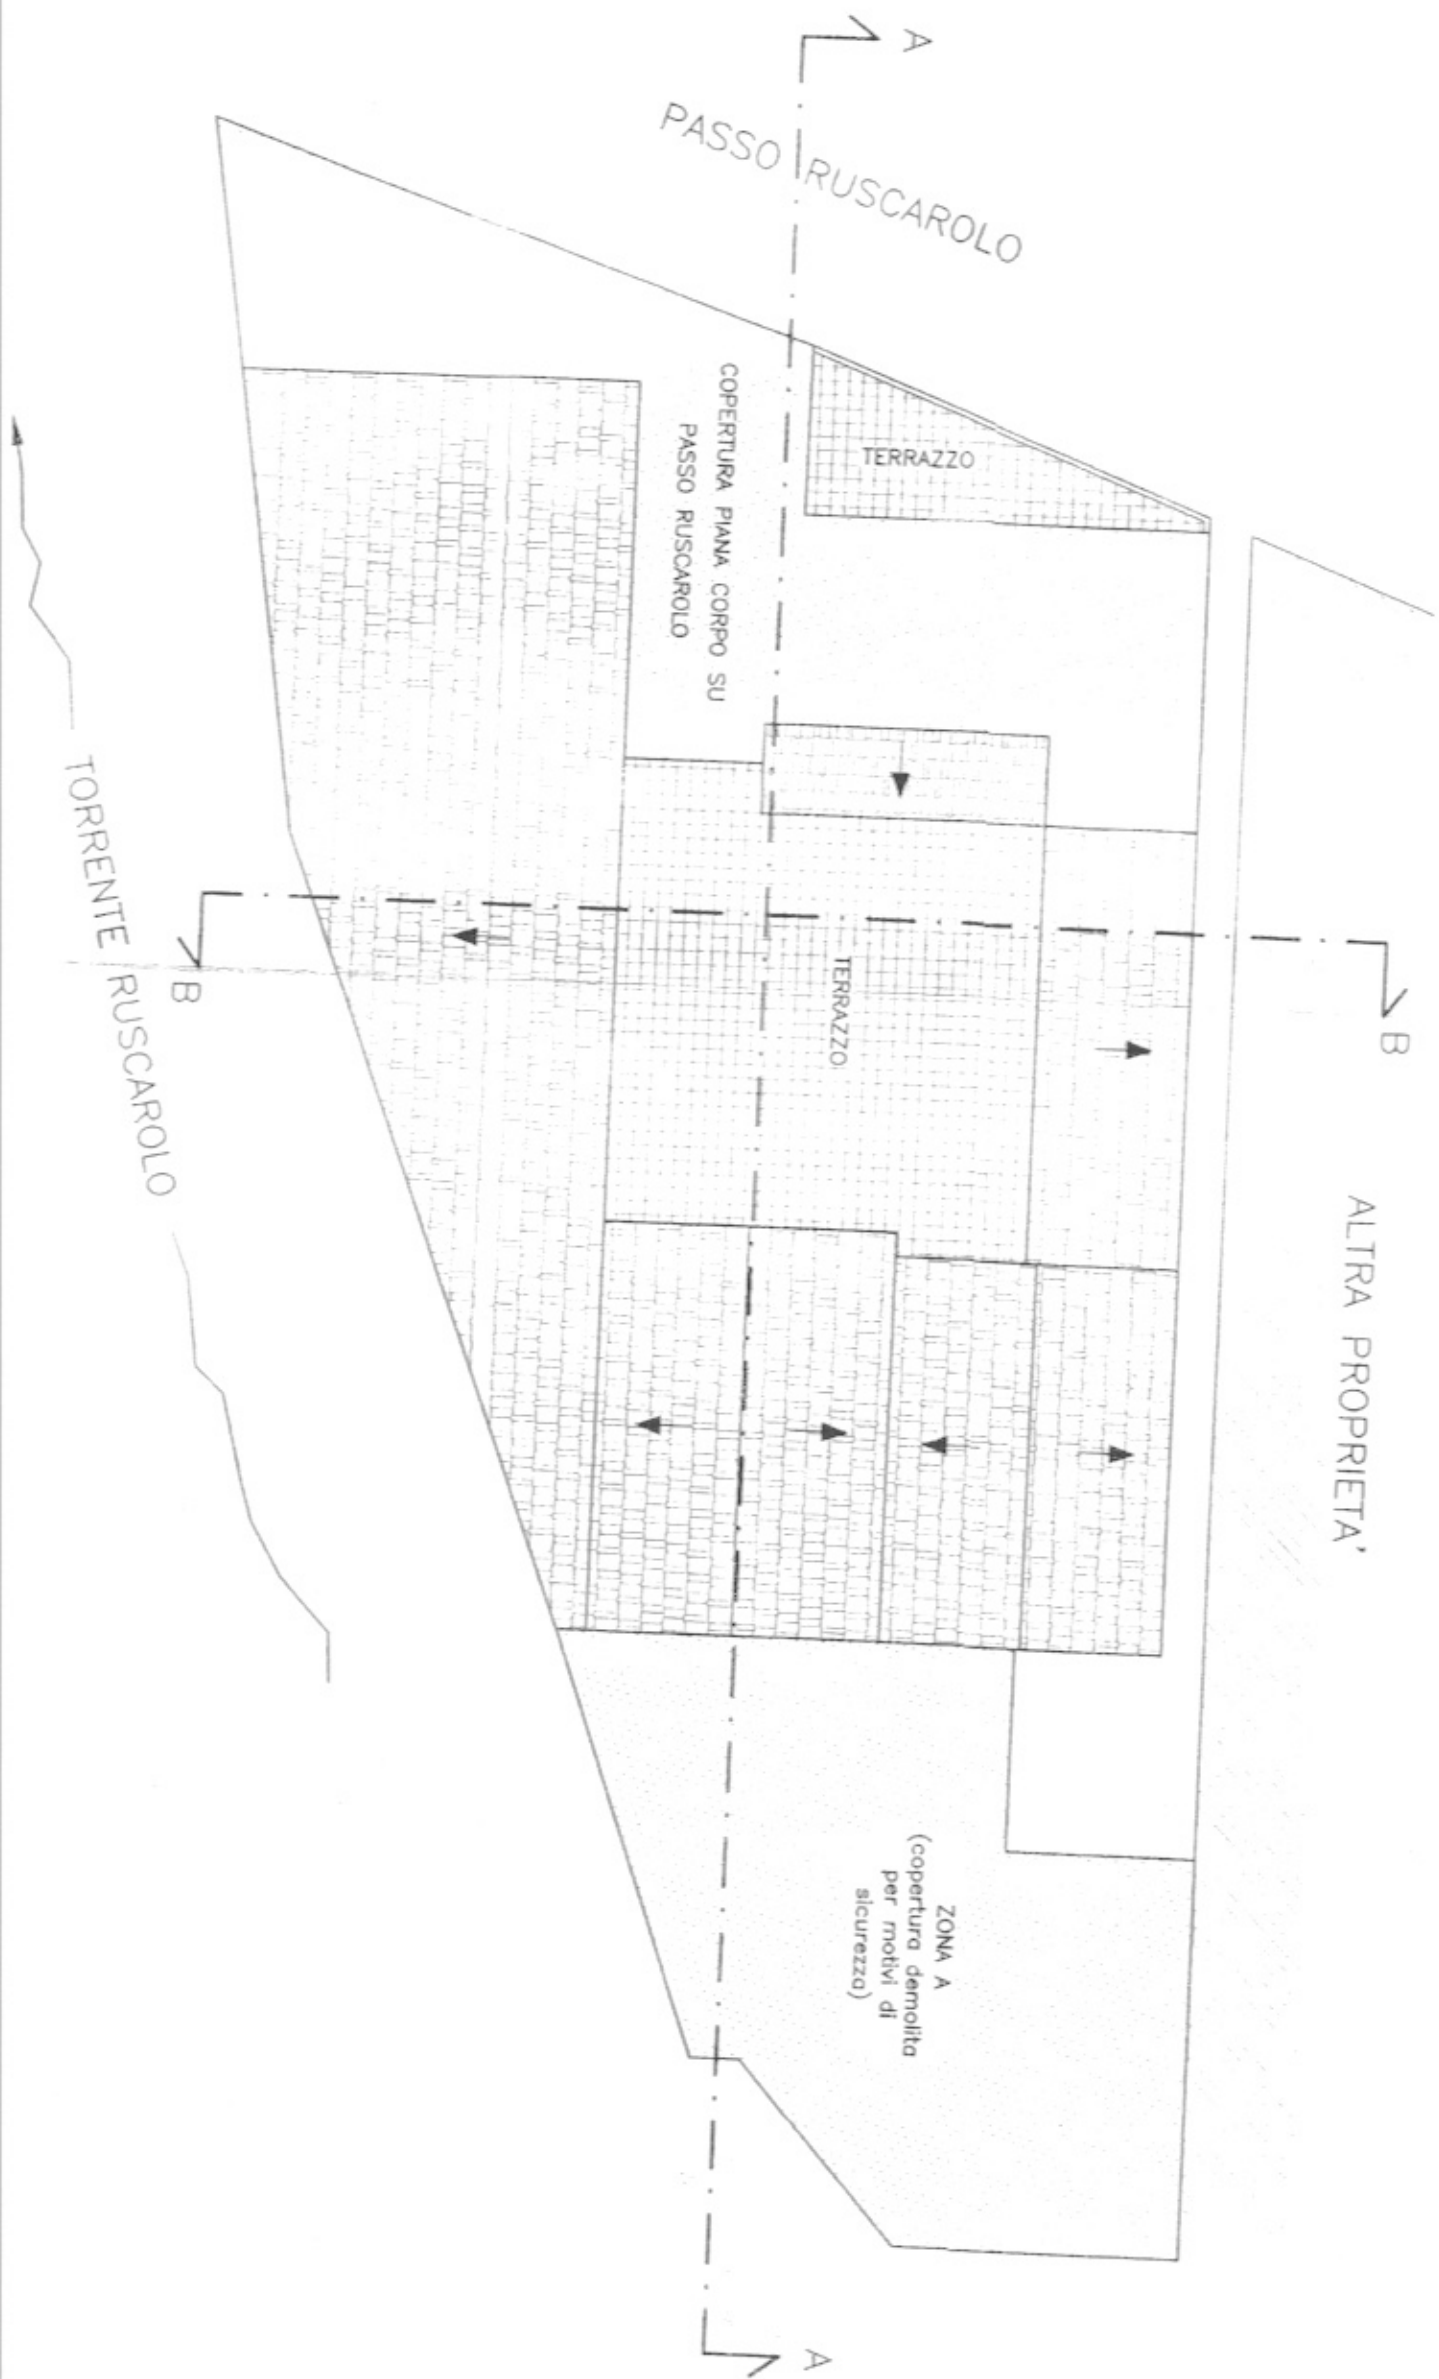 A
PASSO RUSCAROLO
TERRAZZO
COPERTURA PIANA CORPO SU
PASSO RUSCAROLO
TERRAZZO
B
B
TORRENTE RUSCAROLO
ALTRA PROPRIETA'
ZONA A
(copertura demolita
per motivi di
sicurezza)
A